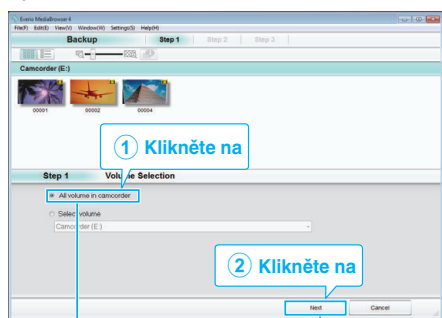 Everio MediaBrowse 4
File(F) Edit(E) View(V) Window(W) Settings(S) Help(H)
Backup Step 1 Step 2 Step 3
Camcorder (E:)
00001 00002 00004
① Klikněte na
Step 1 Volume Selection
All volume in camcorder
Select volume
Camcorder (E:)
② Klikněte na
Next Cancel